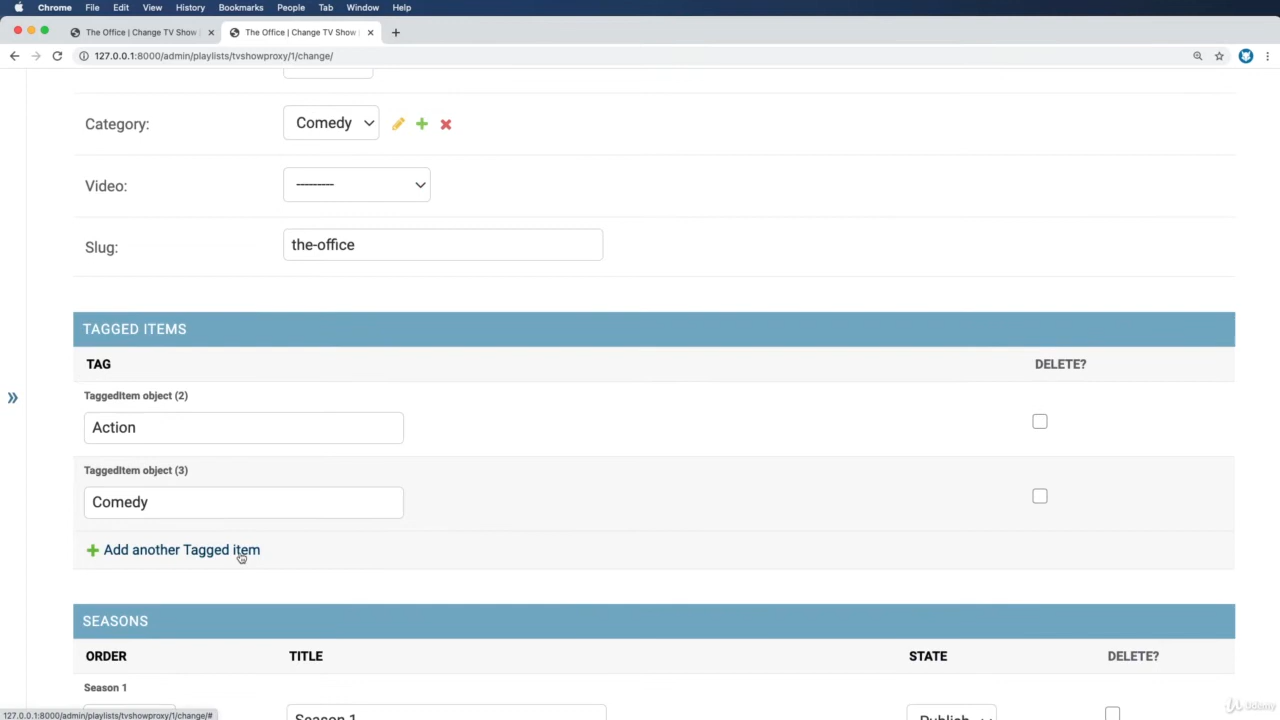 Chrome File Edit View History Bookmarks People Tab Window Help
The Office | Change TV Show The Office | Change TV Show
127.0.0.1:8000/admin/playlists/tvshowproxy/1/change/
Category: Comedy
Video: ---------
Slug: the-office
TAGGED ITEMS
TAG DELETE?
TaggedItem object (2)
Action
TaggedItem object (3)
Comedy
Add another Tagged item
SEASONS
ORDER TITLE STATE DELETE?
Season 1
Season 1 Publish
127.0.0.1:8000/admin/playlists/tvshowproxy/1/change/#
Udemy